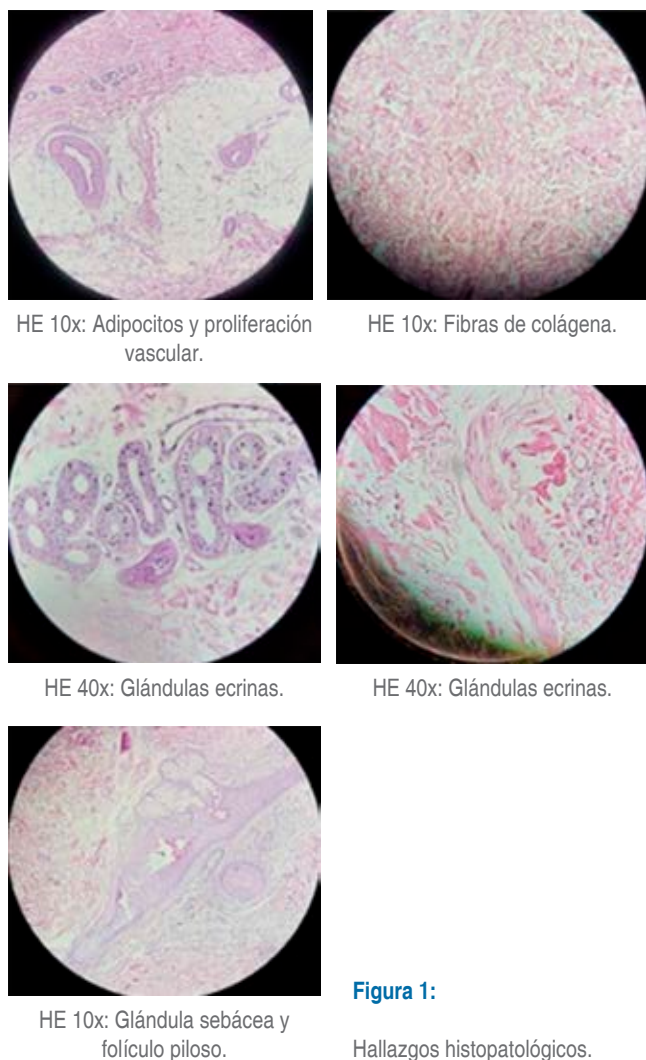 HE 10x: Adipocitos y proliferación
vascular.
HE 10x: Fibras de colágena.
HE 40x: Glándulas ecrinas.
HE 40x: Glándulas ecrinas.
HE 10x: Glándula sebácea y
folículo piloso.
Figura 1:
Hallazgos histopatológicos.